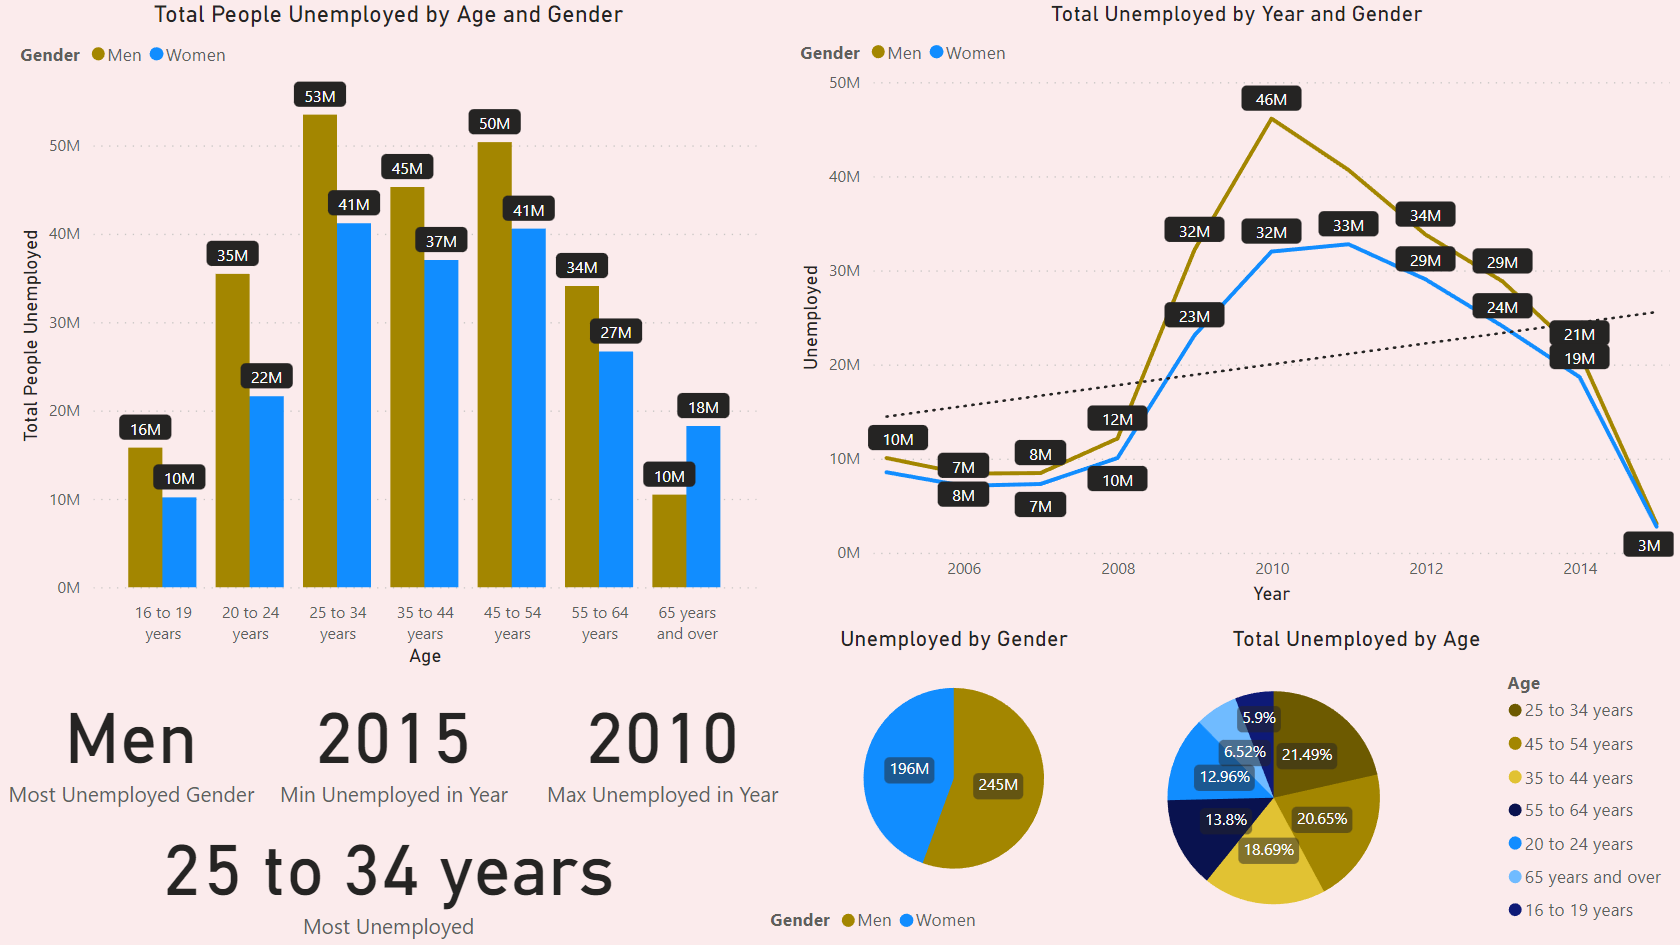 Total People Unemployed by Age and Gender
Gender Men Women
Total People Unemployed
50M
40M
30M
20M
10M
0M
53M
50M
45M
41M
41M
37M
35M
34M
27M
22M
18M
16M
10M
10M
16 to 19 years
20 to 24 years
25 to 34 years
35 to 44 years
45 to 54 years
55 to 64 years
65 years and over
Age
Total Unemployed by Year and Gender
Gender Men Women
Unemployed
50M
40M
30M
20M
10M
0M
46M
32M
32M
33M
34M
29M
29M
23M
24M
21M
19M
12M
10M
8M
7M
8M
7M
10M
3M
2006 2008 2010 2012 2014
Year
Men
Most Unemployed Gender
2015
Min Unemployed in Year
2010
Max Unemployed in Year
25 to 34 years
Most Unemployed
Unemployed by Gender
196M
245M
Gender Men Women
Total Unemployed by Age
5.9%
6.52%
21.49%
12.96%
13.8%
20.65%
18.69%
Age
25 to 34 years
45 to 54 years
35 to 44 years
55 to 64 years
20 to 24 years
65 years and over
16 to 19 years